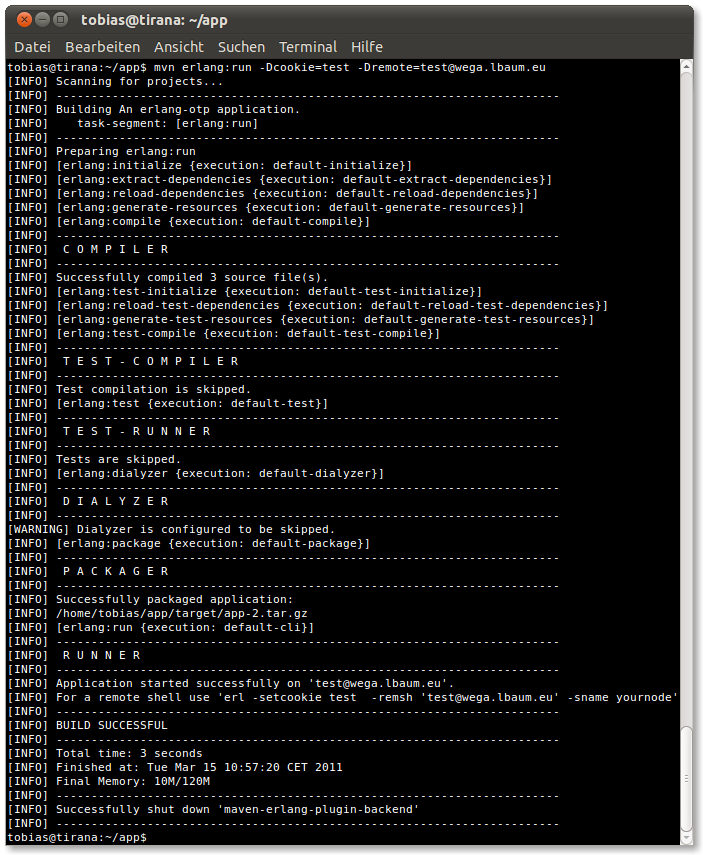 tobias@tirana: ~/app
Datei Bearbeiten Ansicht Suchen Terminal Hilfe
tobias@tirana:~/app$ mvn erlang:run -Dcookie=test -Dremote=test@wega.lbaum.eu
[INFO] Scanning for projects...
[INFO] ------------------------------------------------------------------------
[INFO] Building An erlang-otp application.
[INFO]    task-segment: [erlang:run]
[INFO] ------------------------------------------------------------------------
[INFO] Preparing erlang:run
[INFO] [erlang:initialize {execution: default-initialize}]
[INFO] [erlang:extract-dependencies {execution: default-extract-dependencies}]
[INFO] [erlang:reload-dependencies {execution: default-reload-dependencies}]
[INFO] [erlang:generate-resources {execution: default-generate-resources}]
[INFO] [erlang:compile {execution: default-compile}]
[INFO] ------------------------------------------------------------------------
[INFO]  C O M P I L E R
[INFO] ------------------------------------------------------------------------
[INFO] Successfully compiled 3 source file(s).
[INFO] [erlang:test-initialize {execution: default-test-initialize}]
[INFO] [erlang:reload-test-dependencies {execution: default-reload-test-dependencies}]
[INFO] [erlang:generate-test-resources {execution: default-generate-test-resources}]
[INFO] [erlang:test-compile {execution: default-test-compile}]
[INFO] ------------------------------------------------------------------------
[INFO]  T E S T - C O M P I L E R
[INFO] ------------------------------------------------------------------------
[INFO] Test compilation is skipped.
[INFO] [erlang:test {execution: default-test}]
[INFO] ------------------------------------------------------------------------
[INFO]  T E S T - R U N N E R
[INFO] ------------------------------------------------------------------------
[INFO] Tests are skipped.
[INFO] [erlang:dialyzer {execution: default-dialyzer}]
[INFO] ------------------------------------------------------------------------
[INFO]  D I A L Y Z E R
[INFO] ------------------------------------------------------------------------
[WARNING] Dialyzer is configured to be skipped.
[INFO] [erlang:package {execution: default-package}]
[INFO] ------------------------------------------------------------------------
[INFO]  P A C K A G E R
[INFO] ------------------------------------------------------------------------
[INFO] Successfully packaged application:
[INFO] /home/tobias/app/target/app-2.tar.gz
[INFO] [erlang:run {execution: default-cli}]
[INFO] ------------------------------------------------------------------------
[INFO]  R U N N E R
[INFO] ------------------------------------------------------------------------
[INFO] Application started successfully on 'test@wega.lbaum.eu'.
[INFO] For a remote shell use 'erl -setcookie test  -remsh 'test@wega.lbaum.eu' -sname yournode'
[INFO] ------------------------------------------------------------------------
[INFO] BUILD SUCCESSFUL
[INFO] ------------------------------------------------------------------------
[INFO] Total time: 3 seconds
[INFO] Finished at: Tue Mar 15 10:57:20 CET 2011
[INFO] Final Memory: 10M/120M
[INFO] ------------------------------------------------------------------------
[INFO] Successfully shut down 'maven-erlang-plugin-backend'
[INFO] ------------------------------------------------------------------------
tobias@tirana:~/app$